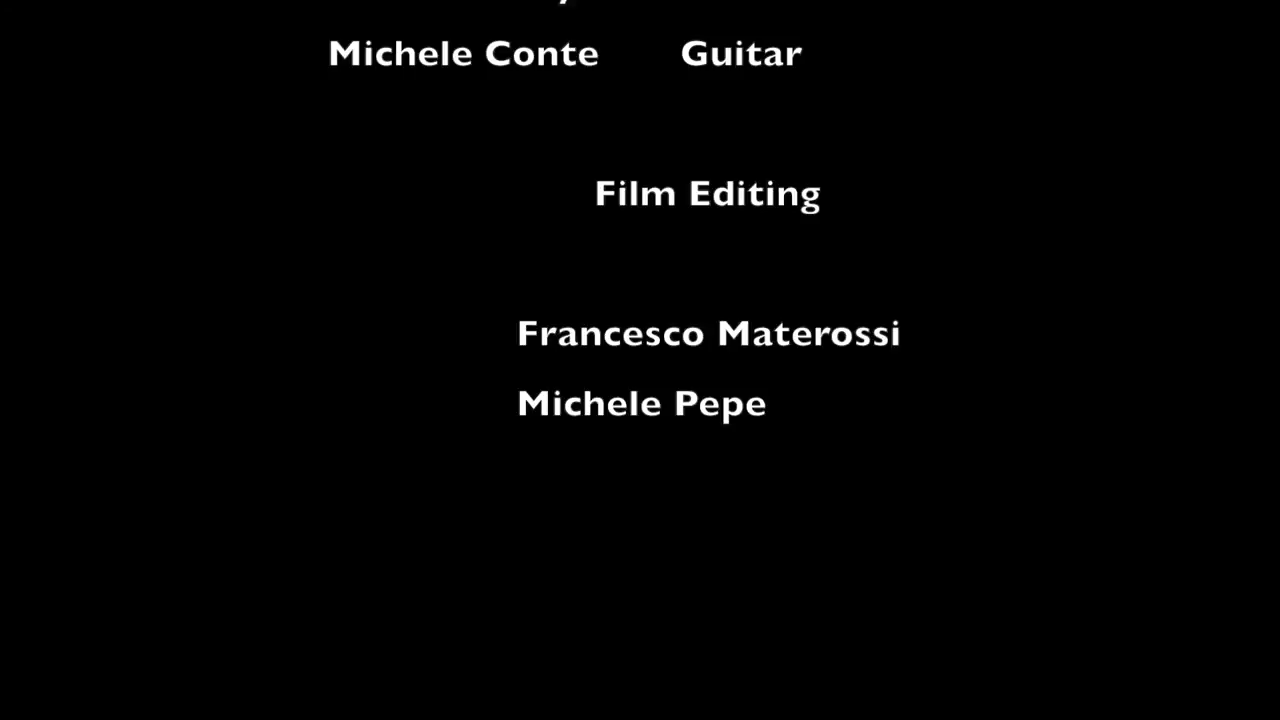 Michele Conte Guitar
Film Editing
Francesco Materossi
Michele Pepe